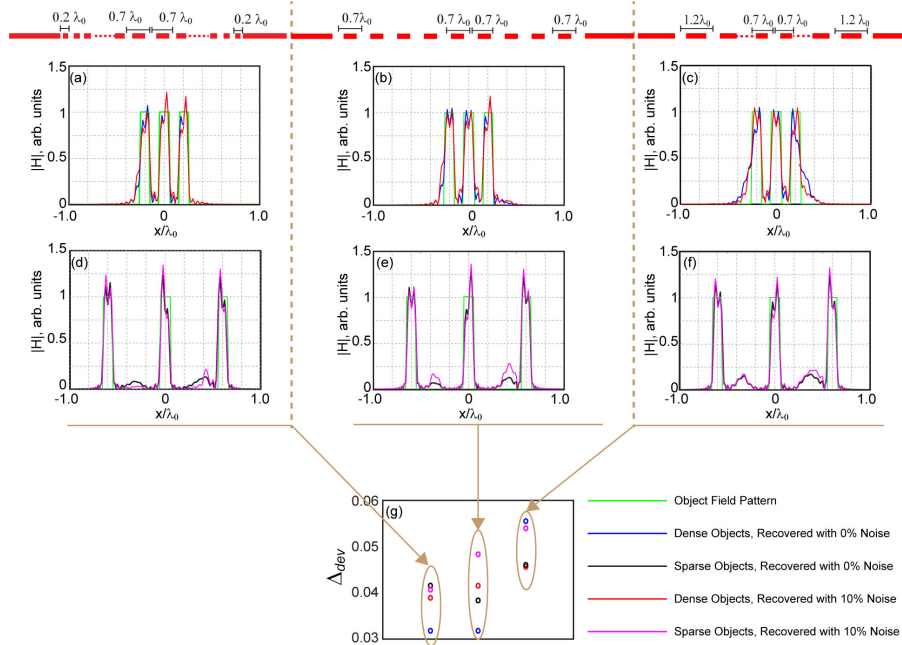 0.2 λ0 0.7 λ0 0.7 λ0 0.2 λ0 0.7λ0 0.7 λ0 0.7 λ0 0.7 λ0 1.2λ0 0.7 λ0 0.7 λ0 1.2 λ0
(a)
|H|, arb. units
1.5
1
0.5
0
-1.0 0 1.0
x/λ0
(b)
|H|, arb. units
1.5
1
0.5
0
-1.0 0 1.0
x/λ0
(c)
|H|, arb. units
1.5
1
0.5
0
-1.0 0 1.0
x/λ0
(d)
|H|, arb. units
1.5
1
0.5
0
-1.0 0 1.0
x/λ0
(e)
|H|, arb. units
1.5
1
0.5
0
-1.0 0 1.0
x/λ0
(f)
|H|, arb. units
1.5
1
0.5
0
-1.0 0 1.0
x/λ0
(g)
Δdev
0.06
0.05
0.04
0.03
Object Field Pattern
Dense Objects, Recovered with 0% Noise
Sparse Objects, Recovered with 0% Noise
Dense Objects, Recovered with 10% Noise
Sparse Objects, Recovered with 10% Noise